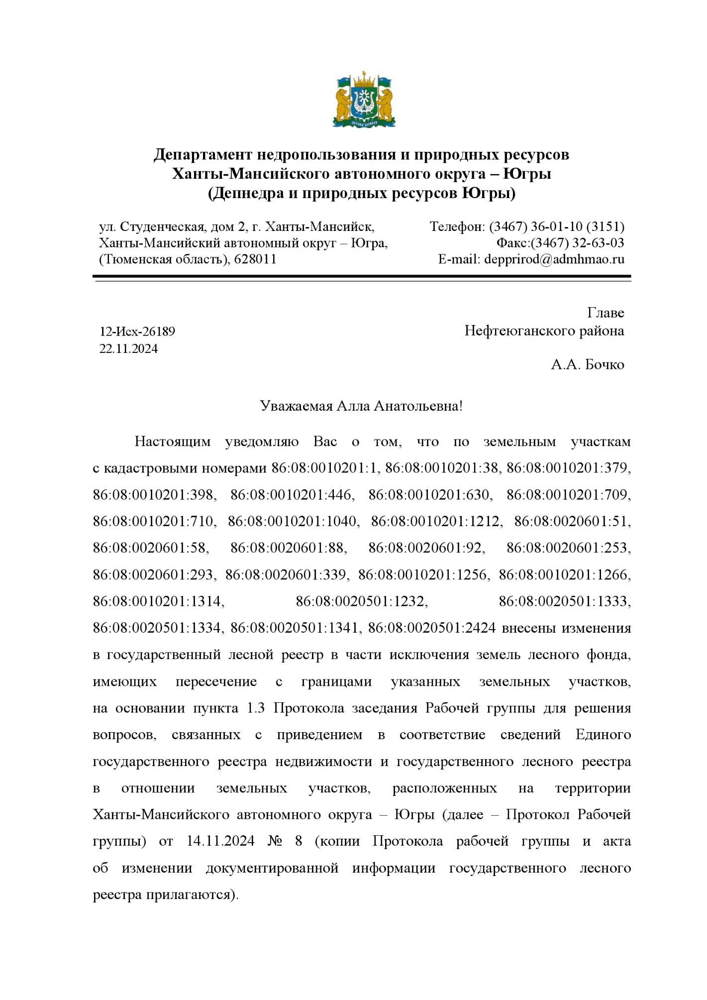 Департамент недропользования и природных ресурсов
Ханты-Мансийского автономного округа – Югры
(Депнедра и природных ресурсов Югры)
ул. Студенческая, дом 2, г. Ханты-Мансийск,
Ханты-Мансийский автономный округ – Югра,
(Тюменская область), 628011
Телефон: (3467) 36-01-10 (3151)
Факс:(3467) 32-63-03
E-mail: depprirod@admhmao.ru
12-Исх-26189
22.11.2024
Главе
Нефтеюганского района
А.А. Бочко
Уважаемая Алла Анатольевна!
Настоящим уведомляю Вас о том, что по земельным участкам
с кадастровыми номерами 86:08:0010201:1, 86:08:0010201:38, 86:08:0010201:379,
86:08:0010201:398, 86:08:0010201:446, 86:08:0010201:630, 86:08:0010201:709,
86:08:0010201:710, 86:08:0010201:1040, 86:08:0010201:1212, 86:08:0020601:51,
86:08:0020601:58, 86:08:0020601:88, 86:08:0020601:92, 86:08:0020601:253,
86:08:0020601:293, 86:08:0020601:339, 86:08:0010201:1256, 86:08:0010201:1266,
86:08:0010201:1314, 86:08:0020501:1232, 86:08:0020501:1333,
86:08:0020501:1334, 86:08:0020501:1341, 86:08:0020501:2424 внесены изменения
в государственный лесной реестр в части исключения земель лесного фонда,
имеющих пересечение с границами указанных земельных участков,
на основании пункта 1.3 Протокола заседания Рабочей группы для решения
вопросов, связанных с приведением в соответствие сведений Единого
государственного реестра недвижимости и государственного лесного реестра
в отношении земельных участков, расположенных на территории
Ханты-Мансийского автономного округа – Югры (далее – Протокол Рабочей
группы) от 14.11.2024 № 8 (копии Протокола рабочей группы и акта
об изменении документированной информации государственного лесного
реестра прилагаются).